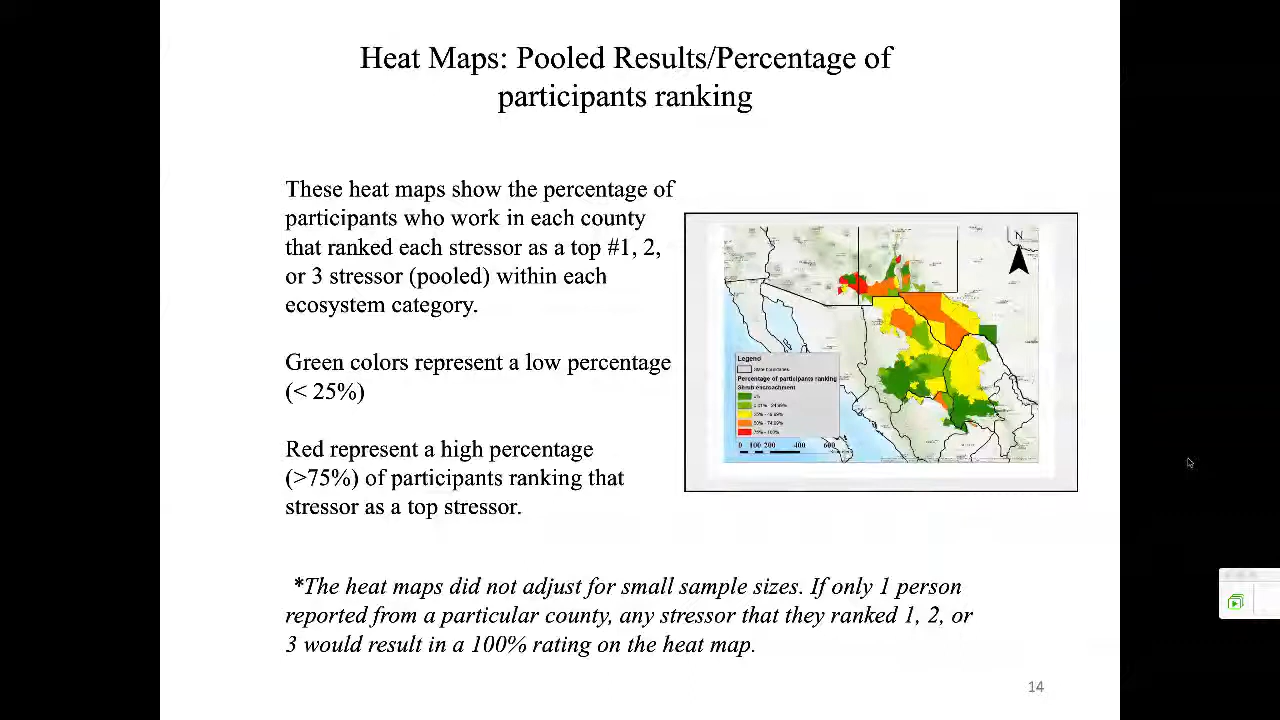 Heat Maps: Pooled Results/Percentage of
participants ranking
These heat maps show the percentage of
participants who work in each county
that ranked each stressor as a top #1, 2,
or 3 stressor (pooled) within each
ecosystem category.
Green colors represent a low percentage
(< 25%)
Red represent a high percentage
(>75%) of participants ranking that
stressor as a top stressor.
N
Legend
State boundaries
Percentage of participants ranking
Shrub encroachment
0 100 200 400 600
*The heat maps did not adjust for small sample sizes. If only 1 person
reported from a particular county, any stressor that they ranked 1, 2, or
3 would result in a 100% rating on the heat map.
14